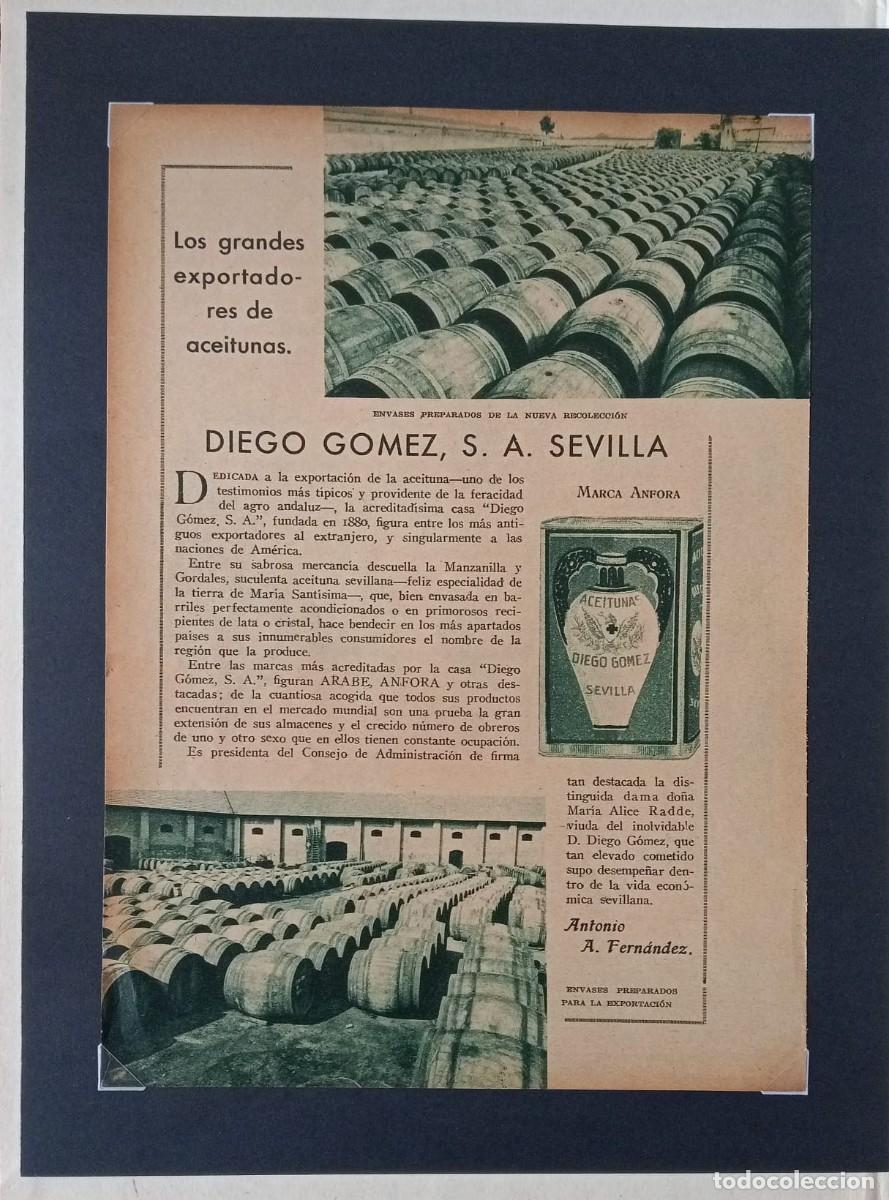 Los grandes
exportado-
res de
aceitunas.
ENVASES PREPARADOS DE LA NUEVA RECOLECCIÓN
DIEGO GOMEZ, S. A. SEVILLA
DEDICADA a la exportación de la aceituna—uno de los
testimonios más tipicos y providente de la feracidad
del agro andaluz—, la acreditadísima casa “Diego
Gómez, S. A.”, fundada en 1880, figura entre los más anti-
guos exportadores al extranjero, y singularmente a las
naciones de América.
Entre su sabrosa mercancía descuella la Manzanilla y
Gordales, suculenta aceituna sevillana—feliz especialidad de
la tierra de María Santísima—, que, bien envasada en ba-
rriles perfectamente acondicionados o en primorosos reci-
pientes de lata o cristal, hace bendecir en los más apartados
países a sus innumerables consumidores el nombre de la
región que la produce.
Entre las marcas más acreditadas por la casa “Diego
Gómez, S. A.”, figuran ARABE, ANFORA y otras des-
tacadas; de la cuantiosa acogida que todos sus productos
encuentran en el mercado mundial son una prueba la gran
extensión de sus almacenes y el crecido número de obreros
de uno y otro sexo que en ellos tienen constante ocupación.
Es presidenta del Consejo de Administración de firma
MARCA ANFORA
ACEITUNAS
DIEGO GOMEZ
SEVILLA
tan destacada la dis-
tinguida dama doña
María Alice Radde,
viuda del inolvidable
D. Diego Gómez, que
tan elevado cometido
supo desempeñar den-
tro de la vida econó-
mica sevillana.
Antonio
A. Fernández.
ENVASES PREPARADOS
PARA LA EXPORTACIÓN
todocoleccion